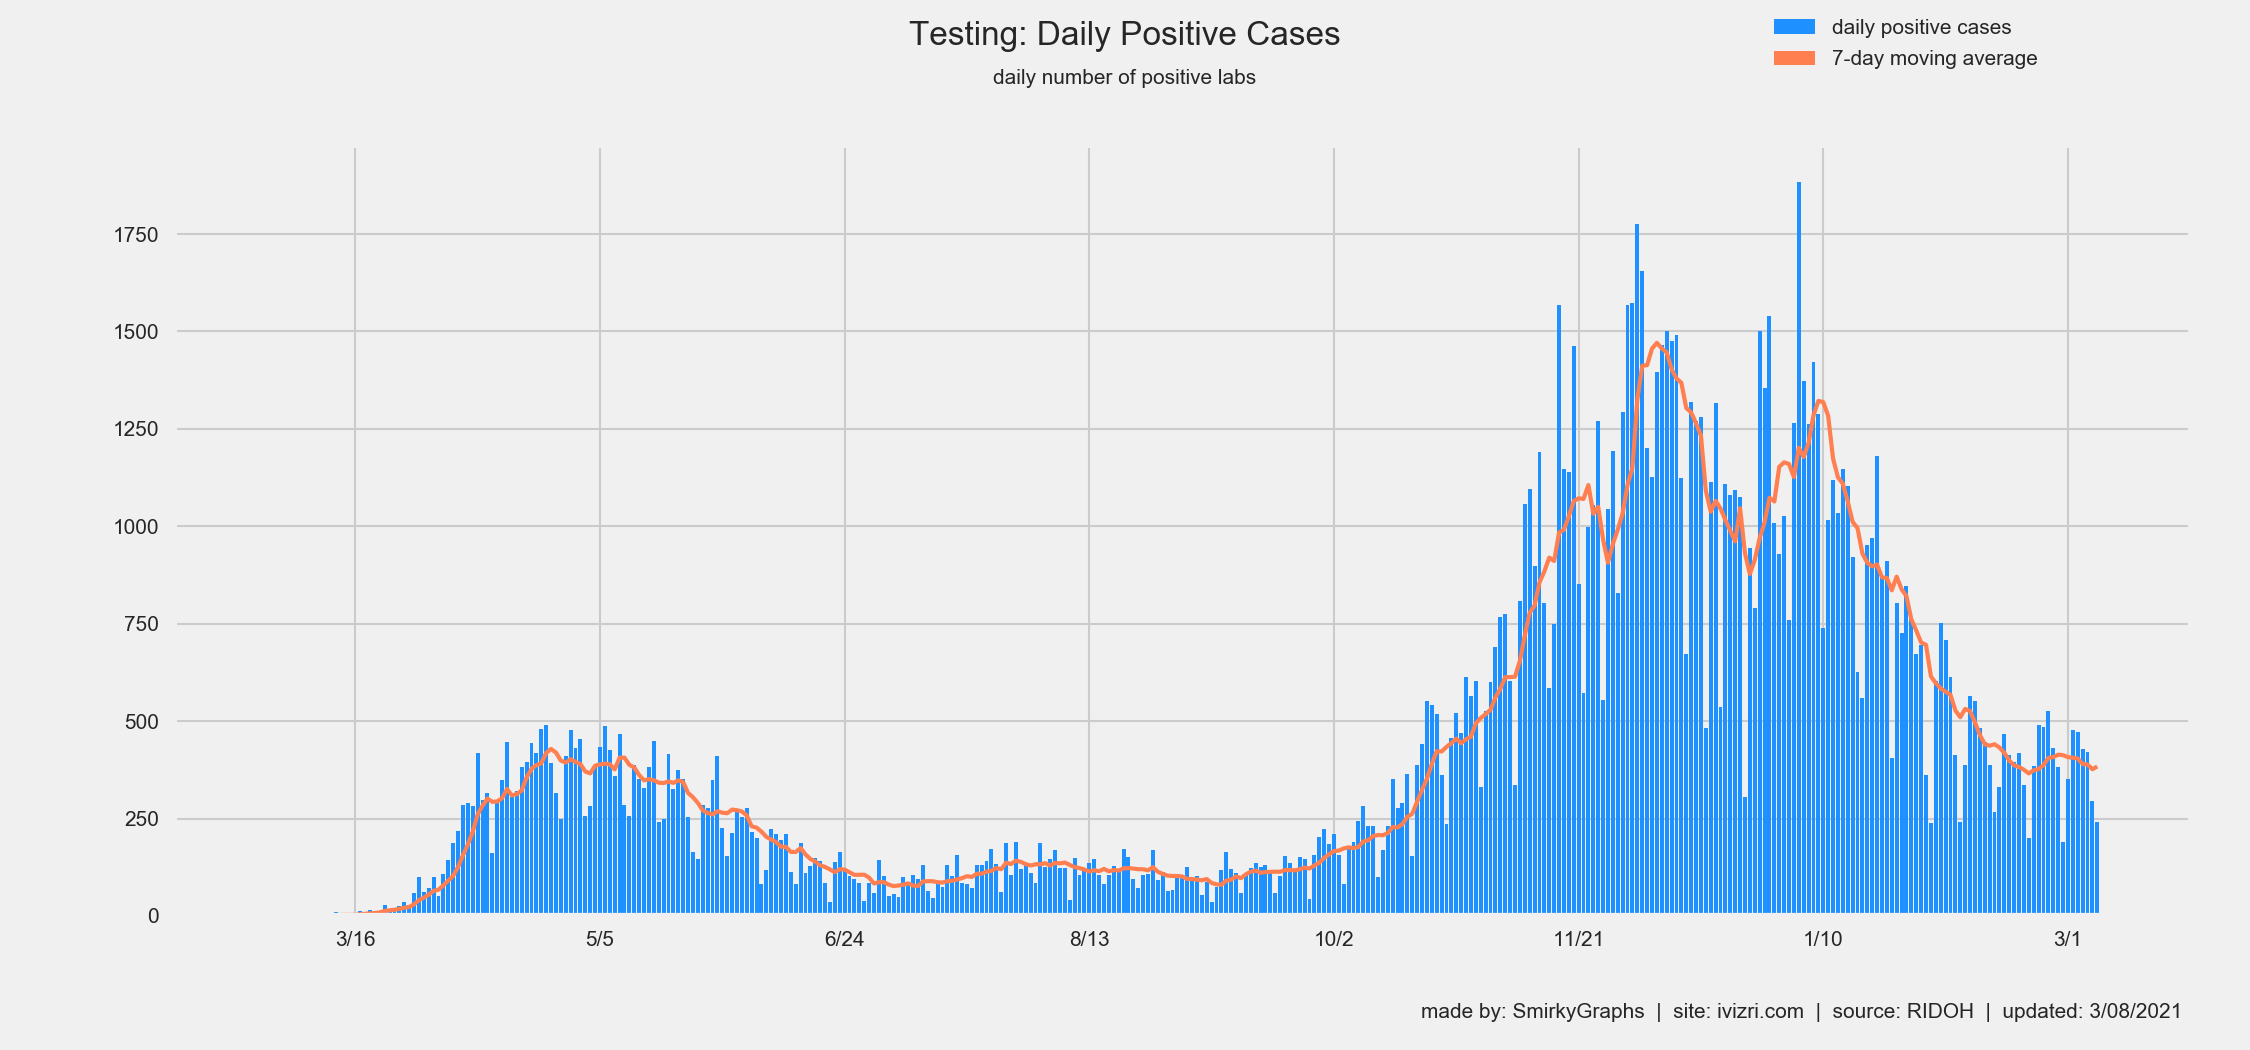 Testing: Daily Positive Cases
daily number of positive labs
daily positive cases
7-day moving average
1750
1500
1250
1000
750
500
250
0
3/16 5/5 6/24 8/13 10/2 11/21 1/10 3/1
made by: SmirkyGraphs | site: ivizri.com | source: RIDOH | updated: 3/08/2021